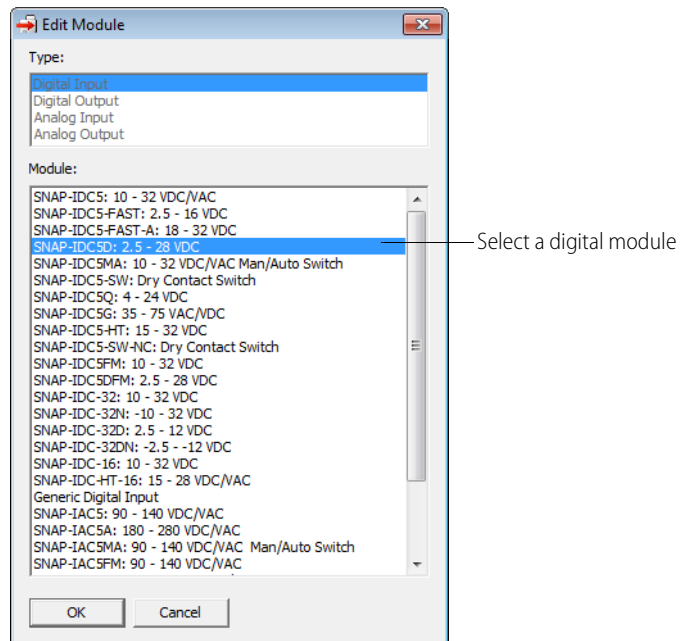 Edit Module
Type:
Digital Input
Digital Output
Analog Input
Analog Output
Module:
SNAP-IDC5: 10 - 32 VDC/VAC
SNAP-IDC5-FAST: 2.5 - 16 VDC
SNAP-IDC5-FAST-A: 18 - 32 VDC
SNAP-IDC5D: 2.5 - 28 VDC
Select a digital module
SNAP-IDC5MA: 10 - 32 VDC/VAC Man/Auto Switch
SNAP-IDC5-SW: Dry Contact Switch
SNAP-IDC5Q: 4 - 24 VDC
SNAP-IDC5G: 35 - 75 VAC/VDC
SNAP-IDC5-HT: 15 - 32 VDC
SNAP-IDC5-SW-NC: Dry Contact Switch
SNAP-IDC5FM: 10 - 32 VDC
SNAP-IDC5DFM: 2.5 - 28 VDC
SNAP-IDC-32: 10 - 32 VDC
SNAP-IDC-32N: -10 - 32 VDC
SNAP-IDC-32D: 2.5 - 12 VDC
SNAP-IDC-32DN: -2.5 - -12 VDC
SNAP-IDC-16: 10 - 32 VDC
SNAP-IDC-HT-16: 15 - 28 VDC/VAC
Generic Digital Input
SNAP-IAC5: 90 - 140 VDC/VAC
SNAP-IAC5A: 180 - 280 VDC/VAC
SNAP-IAC5MA: 90 - 140 VDC/VAC  Man/Auto Switch
SNAP-IAC5FM: 90 - 140 VDC/VAC
OK
Cancel